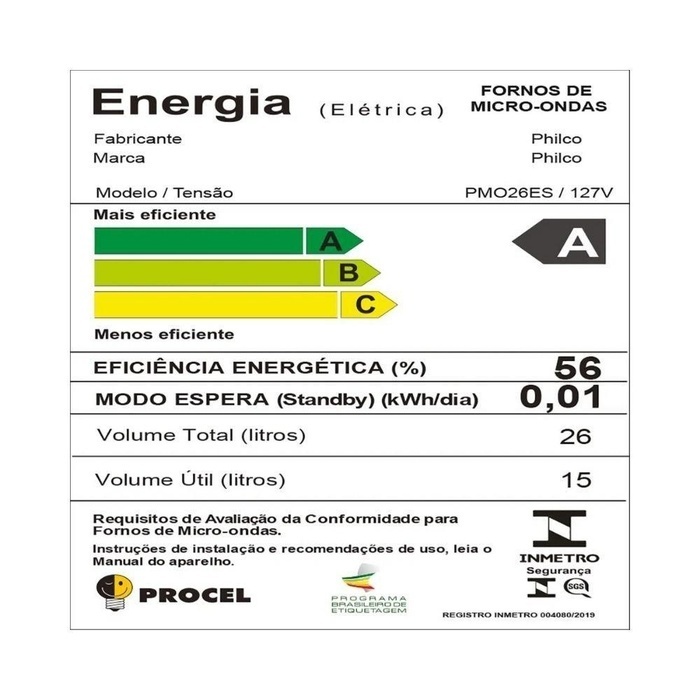 Energia (Elétrica) FORNOS DE MICRO-ONDAS
Fabricante Philco
Marca Philco
Modelo / Tensão PMO26ES / 127V
Mais eficiente
A A
B
C
Menos eficiente
EFICIÊNCIA ENERGÉTICA (%) 56
MODO ESPERA (Standby) (kWh/dia) 0,01
Volume Total (litros) 26
Volume Útil (litros) 15
Requisitos de Avaliação da Conformidade para
Fornos de Micro-ondas.
Instruções de instalação e recomendações de uso, leia o
Manual do aparelho.
INMETRO
Segurança
SGS
PROCEL
PROGRAMA
BRASILEIRO DE
ETIQUETAGEM
REGISTRO INMETRO 004080/2019